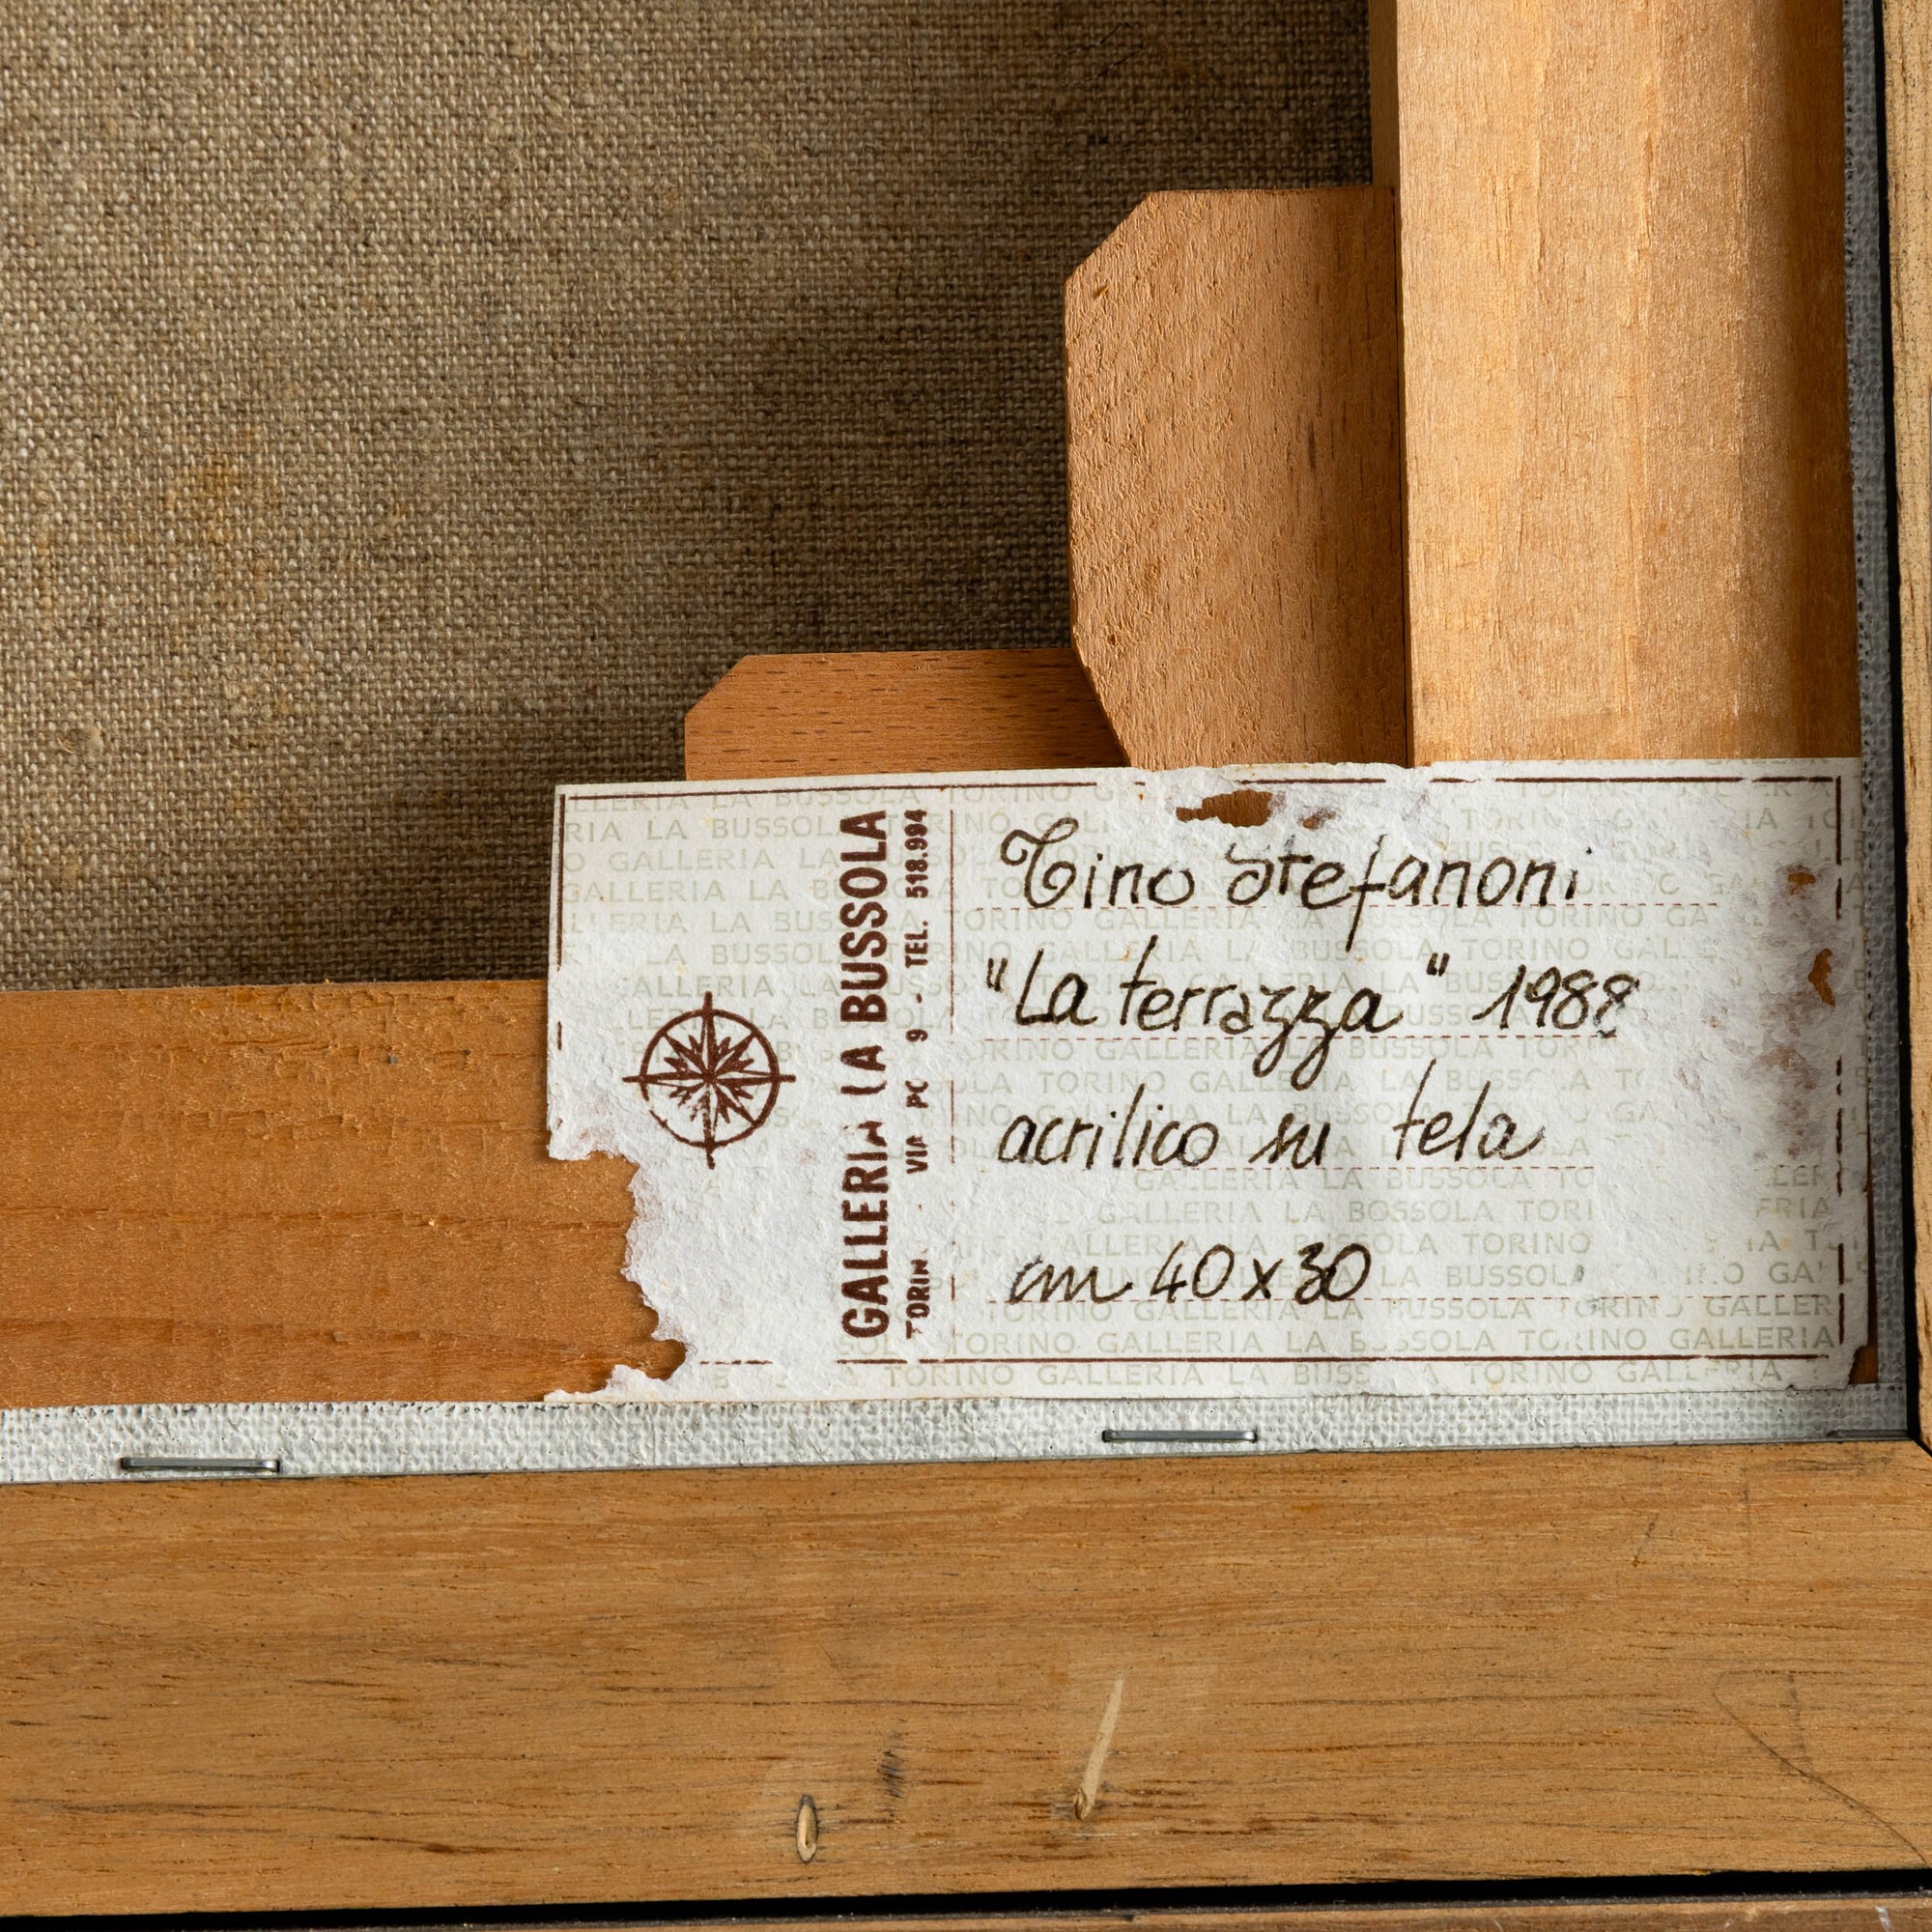 GALLERIA LA BUSSOLA
TORIN - VIA PO 9 - TEL. 518.994
Tino Stefanoni
"La terrazza" 1988
acrilico su tela
cm 40x30